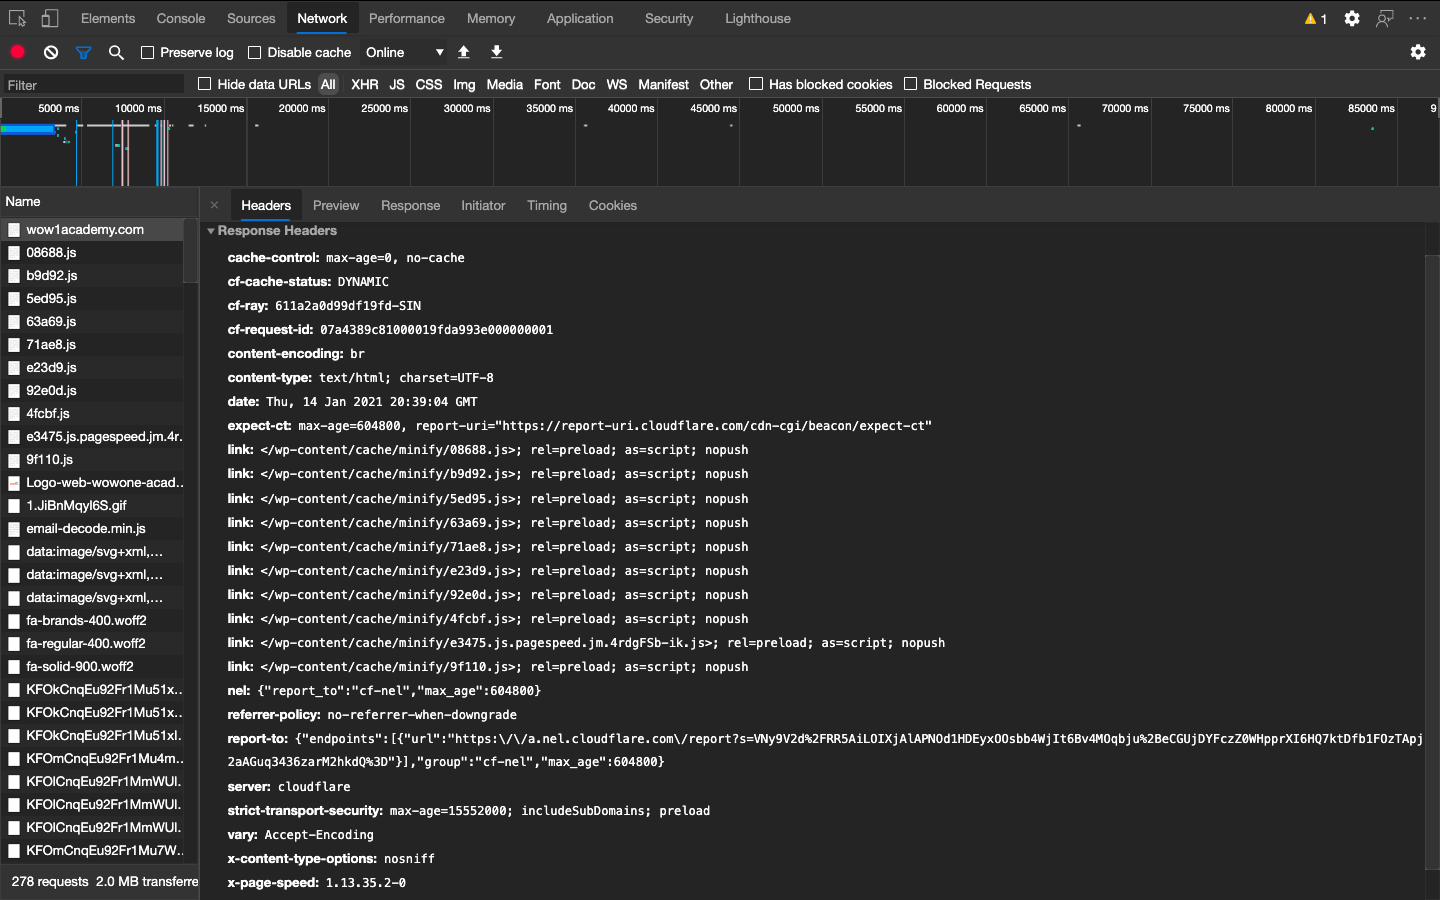 Elements Console Sources Network Performance Memory Application Security Lighthouse 1
Preserve log Disable cache Online
Filter Hide data URLs All XHR JS CSS Img Media Font Doc WS Manifest Other Has blocked cookies Blocked Requests
5000 ms 10000 ms 15000 ms 20000 ms 25000 ms 30000 ms 35000 ms 40000 ms 45000 ms 50000 ms 55000 ms 60000 ms 65000 ms 70000 ms 75000 ms 80000 ms 85000 ms 9
Name
wow1academy.com
08688.js
b9d92.js
5ed95.js
63a69.js
71ae8.js
e23d9.js
92e0d.js
4fcbf.js
e3475.js.pagespeed.jm.4r.
9f110.js
Logo-web-wowone-acad...
1.JiBnMqyl6S.gif
email-decode.min.js
data:image/svg+xml,...
data:image/svg+xml,...
data:image/svg+xml,...
fa-brands-400.woff2
fa-regular-400.woff2
fa-solid-900.woff2
KFOkCnqEu92Fr1Mu51x..
KFOkCnqEu92Fr1Mu51x..
KFOkCnqEu92Fr1Mu51xl.
KFOmCnqEu92Fr1Mu4m...
KFOlCnqEu92Fr1MmWUl.
KFOlCnqEu92Fr1MmWUl.
KFOlCnqEu92Fr1MmWUl.
KFOmCnqEu92Fr1Mu7W..
278 requests 2.0 MB transferre
× Headers Preview Response Initiator Timing Cookies
Response Headers
cache-control: max-age=0, no-cache
cf-cache-status: DYNAMIC
cf-ray: 611a2a0d99df19fd-SIN
cf-request-id: 07a4389c81000019fda993e000000001
content-encoding: br
content-type: text/html; charset=UTF-8
date: Thu, 14 Jan 2021 20:39:04 GMT
expect-ct: max-age=604800, report-uri="https://report-uri.cloudflare.com/cdn-cgi/beacon/expect-ct"
link: </wp-content/cache/minify/08688.js>; rel=preload; as=script; nopush
link: </wp-content/cache/minify/b9d92.js>; rel=preload; as=script; nopush
link: </wp-content/cache/minify/5ed95.js>; rel=preload; as=script; nopush
link: </wp-content/cache/minify/63a69.js>; rel=preload; as=script; nopush
link: </wp-content/cache/minify/71ae8.js>; rel=preload; as=script; nopush
link: </wp-content/cache/minify/e23d9.js>; rel=preload; as=script; nopush
link: </wp-content/cache/minify/92e0d.js>; rel=preload; as=script; nopush
link: </wp-content/cache/minify/4fcbf.js>; rel=preload; as=script; nopush
link: </wp-content/cache/minify/e3475.js.pagespeed.jm.4rdgFSb-ik.js>; rel=preload; as=script; nopush
link: </wp-content/cache/minify/9f110.js>; rel=preload; as=script; nopush
nel: {"report_to":"cf-nel","max_age":604800}
referrer-policy: no-referrer-when-downgrade
report-to: {"endpoints":[{"url":"https:\/\/a.nel.cloudflare.com\/report?s=VNy9V2d%2FRR5AiLOIXjAlAPNOd1HDEyxOOsbb4WjIt6Bv4MOqbju%2BeCGUjDYFczZ0WHpprXI6HQ7ktDfb1FOzTApj
2aAGuq3436zarM2hkdQ%3D"}],"group":"cf-nel","max_age":604800}
server: cloudflare
strict-transport-security: max-age=15552000; includeSubDomains; preload
vary: Accept-Encoding
x-content-type-options: nosniff
x-page-speed: 1.13.35.2-0